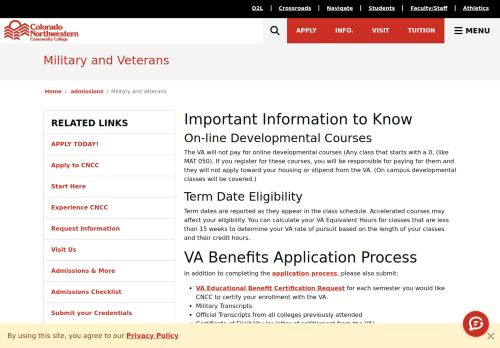 D2L | Crossroads | Navigate | Students | Faculty/Staff | Athletics
Colorado
Northwestern
Community College
APPLY INFO. VISIT TUITION MENU
Military and Veterans
Home / admissions / Military and Veterans
RELATED LINKS
APPLY TODAY!
Apply to CNCC
Start Here
Experience CNCC
Request Information
Visit Us
Admissions & More
Admissions Checklist
Submit your Credentials
Important Information to Know
On-line Developmental Courses
The VA will not pay for online developmental courses (Any class that starts with a 0, (like
MAT 050). If you register for these courses, you will be responsible for paying for them and
they will not apply toward your housing or stipend from the VA. (On campus developmental
classes will be covered.)
Term Date Eligibility
Term dates are reported as they appear in the class schedule. Accelerated courses may
affect your eligibility. You can calculate your VA Equivalent Hours for classes that are less
than 15 weeks to determine your VA rate of pursuit based on the length of your classes
and their credit hours.
VA Benefits Application Process
In addition to completing the application process, please also submit:
VA Educational Benefit Certification Request for each semester you would like
CNCC to certify your enrollment with the VA.
Military Transcripts
Official Transcripts from all colleges previously attended
Certificate of Eligibility (or letter of entitlement from the VA)
By using this site, you agree to our Privacy Policy
×